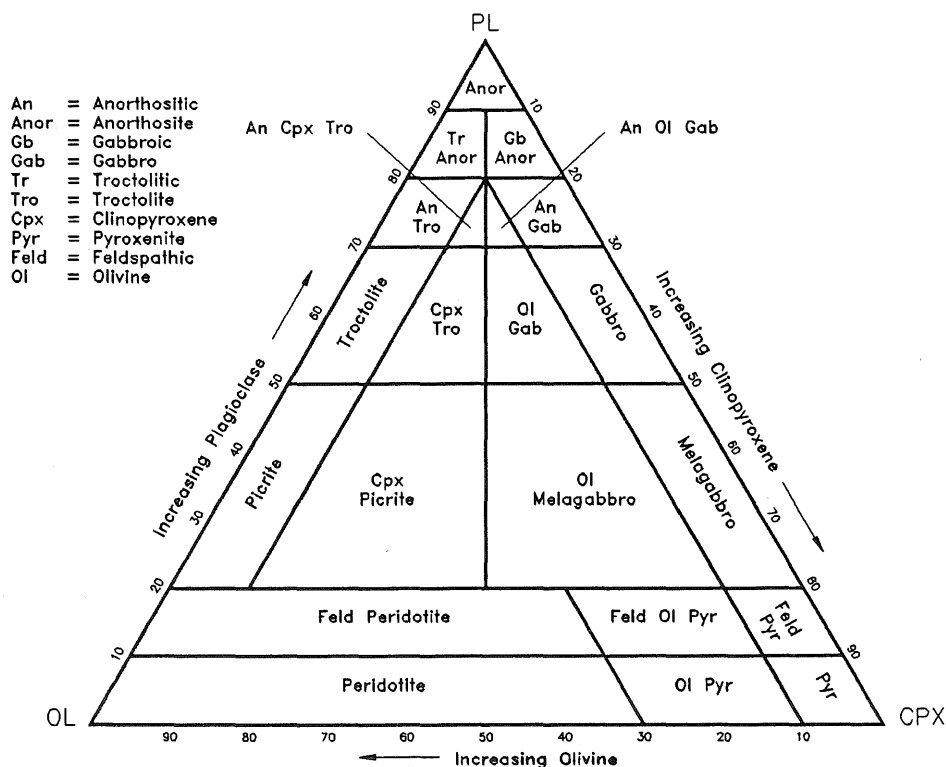 PL
An = Anorthositic
Anor = Anorthosite
Gb = Gabbroic
Gab = Gabbro
Tr = Troctolitic
Tro = Troctolite
Cpx = Clinopyroxene
Pyr = Pyroxenite
Feld = Feldspathic
Ol = Olivine
Anor
90
10
An Cpx Tro
An Ol Gab
Tr
Anor
Gb
Anor
80
20
An
Tro
An
Gab
70
30
Troctolite
Cpx
Tro
Ol
Gab
Gabbro
60
40
Increasing Plagioclase
Increasing Clinopyroxene
50
50
40
60
Picrite
Cpx
Picrite
Ol
Melagabbro
Melagabbro
30
70
20
80
Feld Peridotite
Feld Ol Pyr
Feld
Pyr
10
90
Peridotite
Ol Pyr
Pyr
OL
CPX
90 80 70 60 50 40 30 20 10
Increasing Olivine